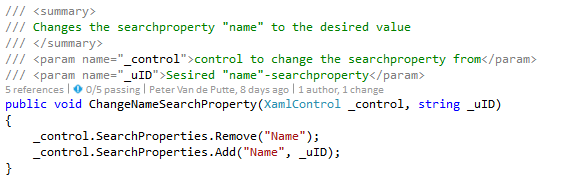 /// <summary>
/// Changes the searchproperty "name" to the desired value
/// </summary>
/// <param name="_control">control to change the searchproperty from</param>
/// <param name="_uID">Sesired "name"-searchproperty</param>
5 references | 0/5 passing | Peter Van de Putte, 8 days ago | 1 author, 1 change
public void ChangeNameSearchProperty(XamlControl _control, string _uID)
{
    _control.SearchProperties.Remove("Name");
    _control.SearchProperties.Add("Name", _uID);
}